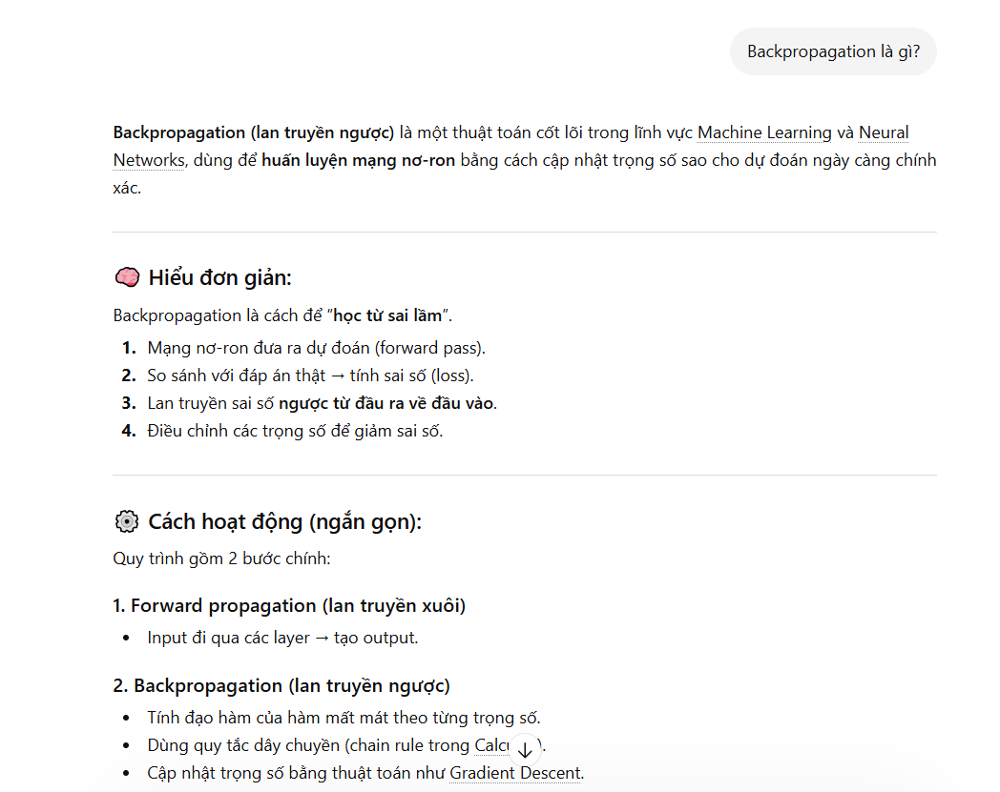 Backpropagation là gì?
Backpropagation (lan truyền ngược) là một thuật toán cốt lõi trong lĩnh vực Machine Learning và Neural
Networks, dùng để huấn luyện mạng nơ-ron bằng cách cập nhật trọng số sao cho dự đoán ngày càng chính
xác.
Hiểu đơn giản:
Backpropagation là cách để “học từ sai lầm”.
1. Mạng nơ-ron đưa ra dự đoán (forward pass).
2. So sánh với đáp án thật → tính sai số (loss).
3. Lan truyền sai số ngược từ đầu ra về đầu vào.
4. Điều chỉnh các trọng số để giảm sai số.
Cách hoạt động (ngắn gọn):
Quy trình gồm 2 bước chính:
1. Forward propagation (lan truyền xuôi)
• Input đi qua các layer → tạo output.
2. Backpropagation (lan truyền ngược)
• Tính đạo hàm của hàm mất mát theo từng trọng số.
• Dùng quy tắc dây chuyền (chain rule trong ).
• Cập nhật trọng số bằng thuật toán như Gradient Descent.